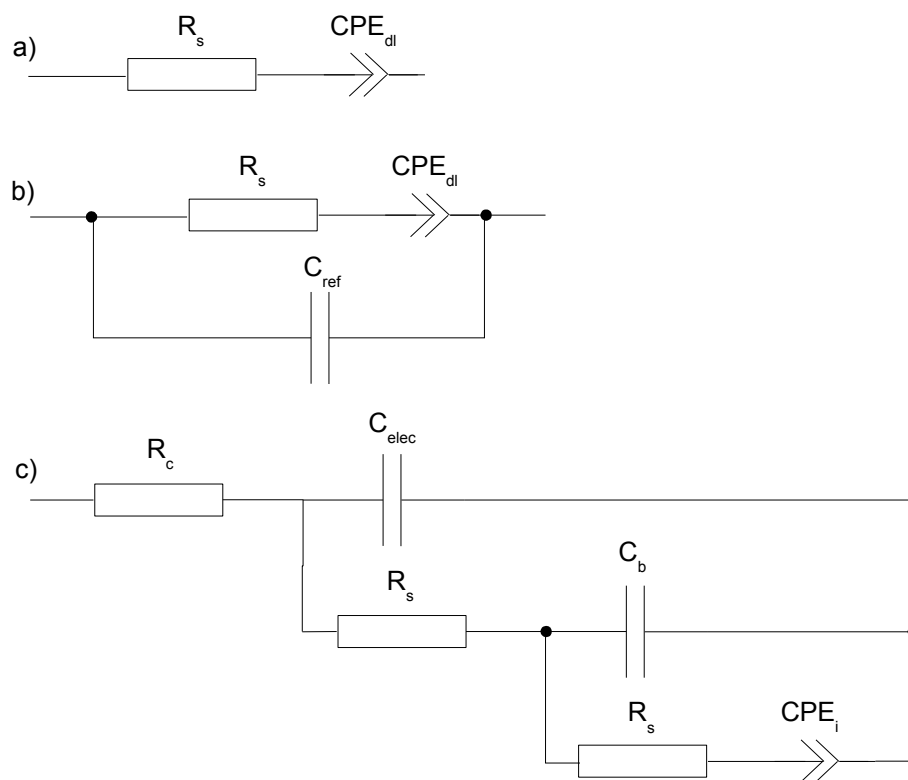 a)
R_s
CPE_dl
b)
R_s
CPE_dl
C_ref
c)
R_c
C_elec
R_s
C_b
R_s
CPE_i